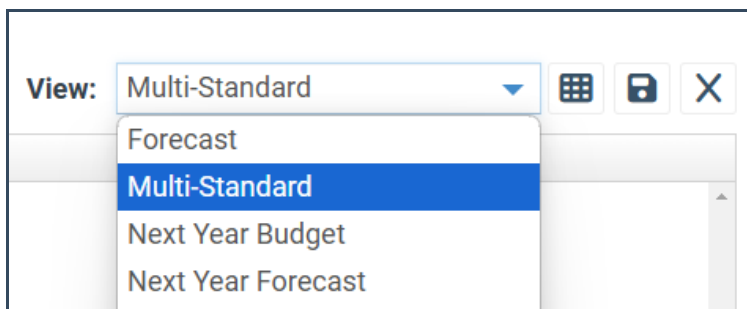 View: Multi-Standard
Forecast
Multi-Standard
Next Year Budget
Next Year Forecast